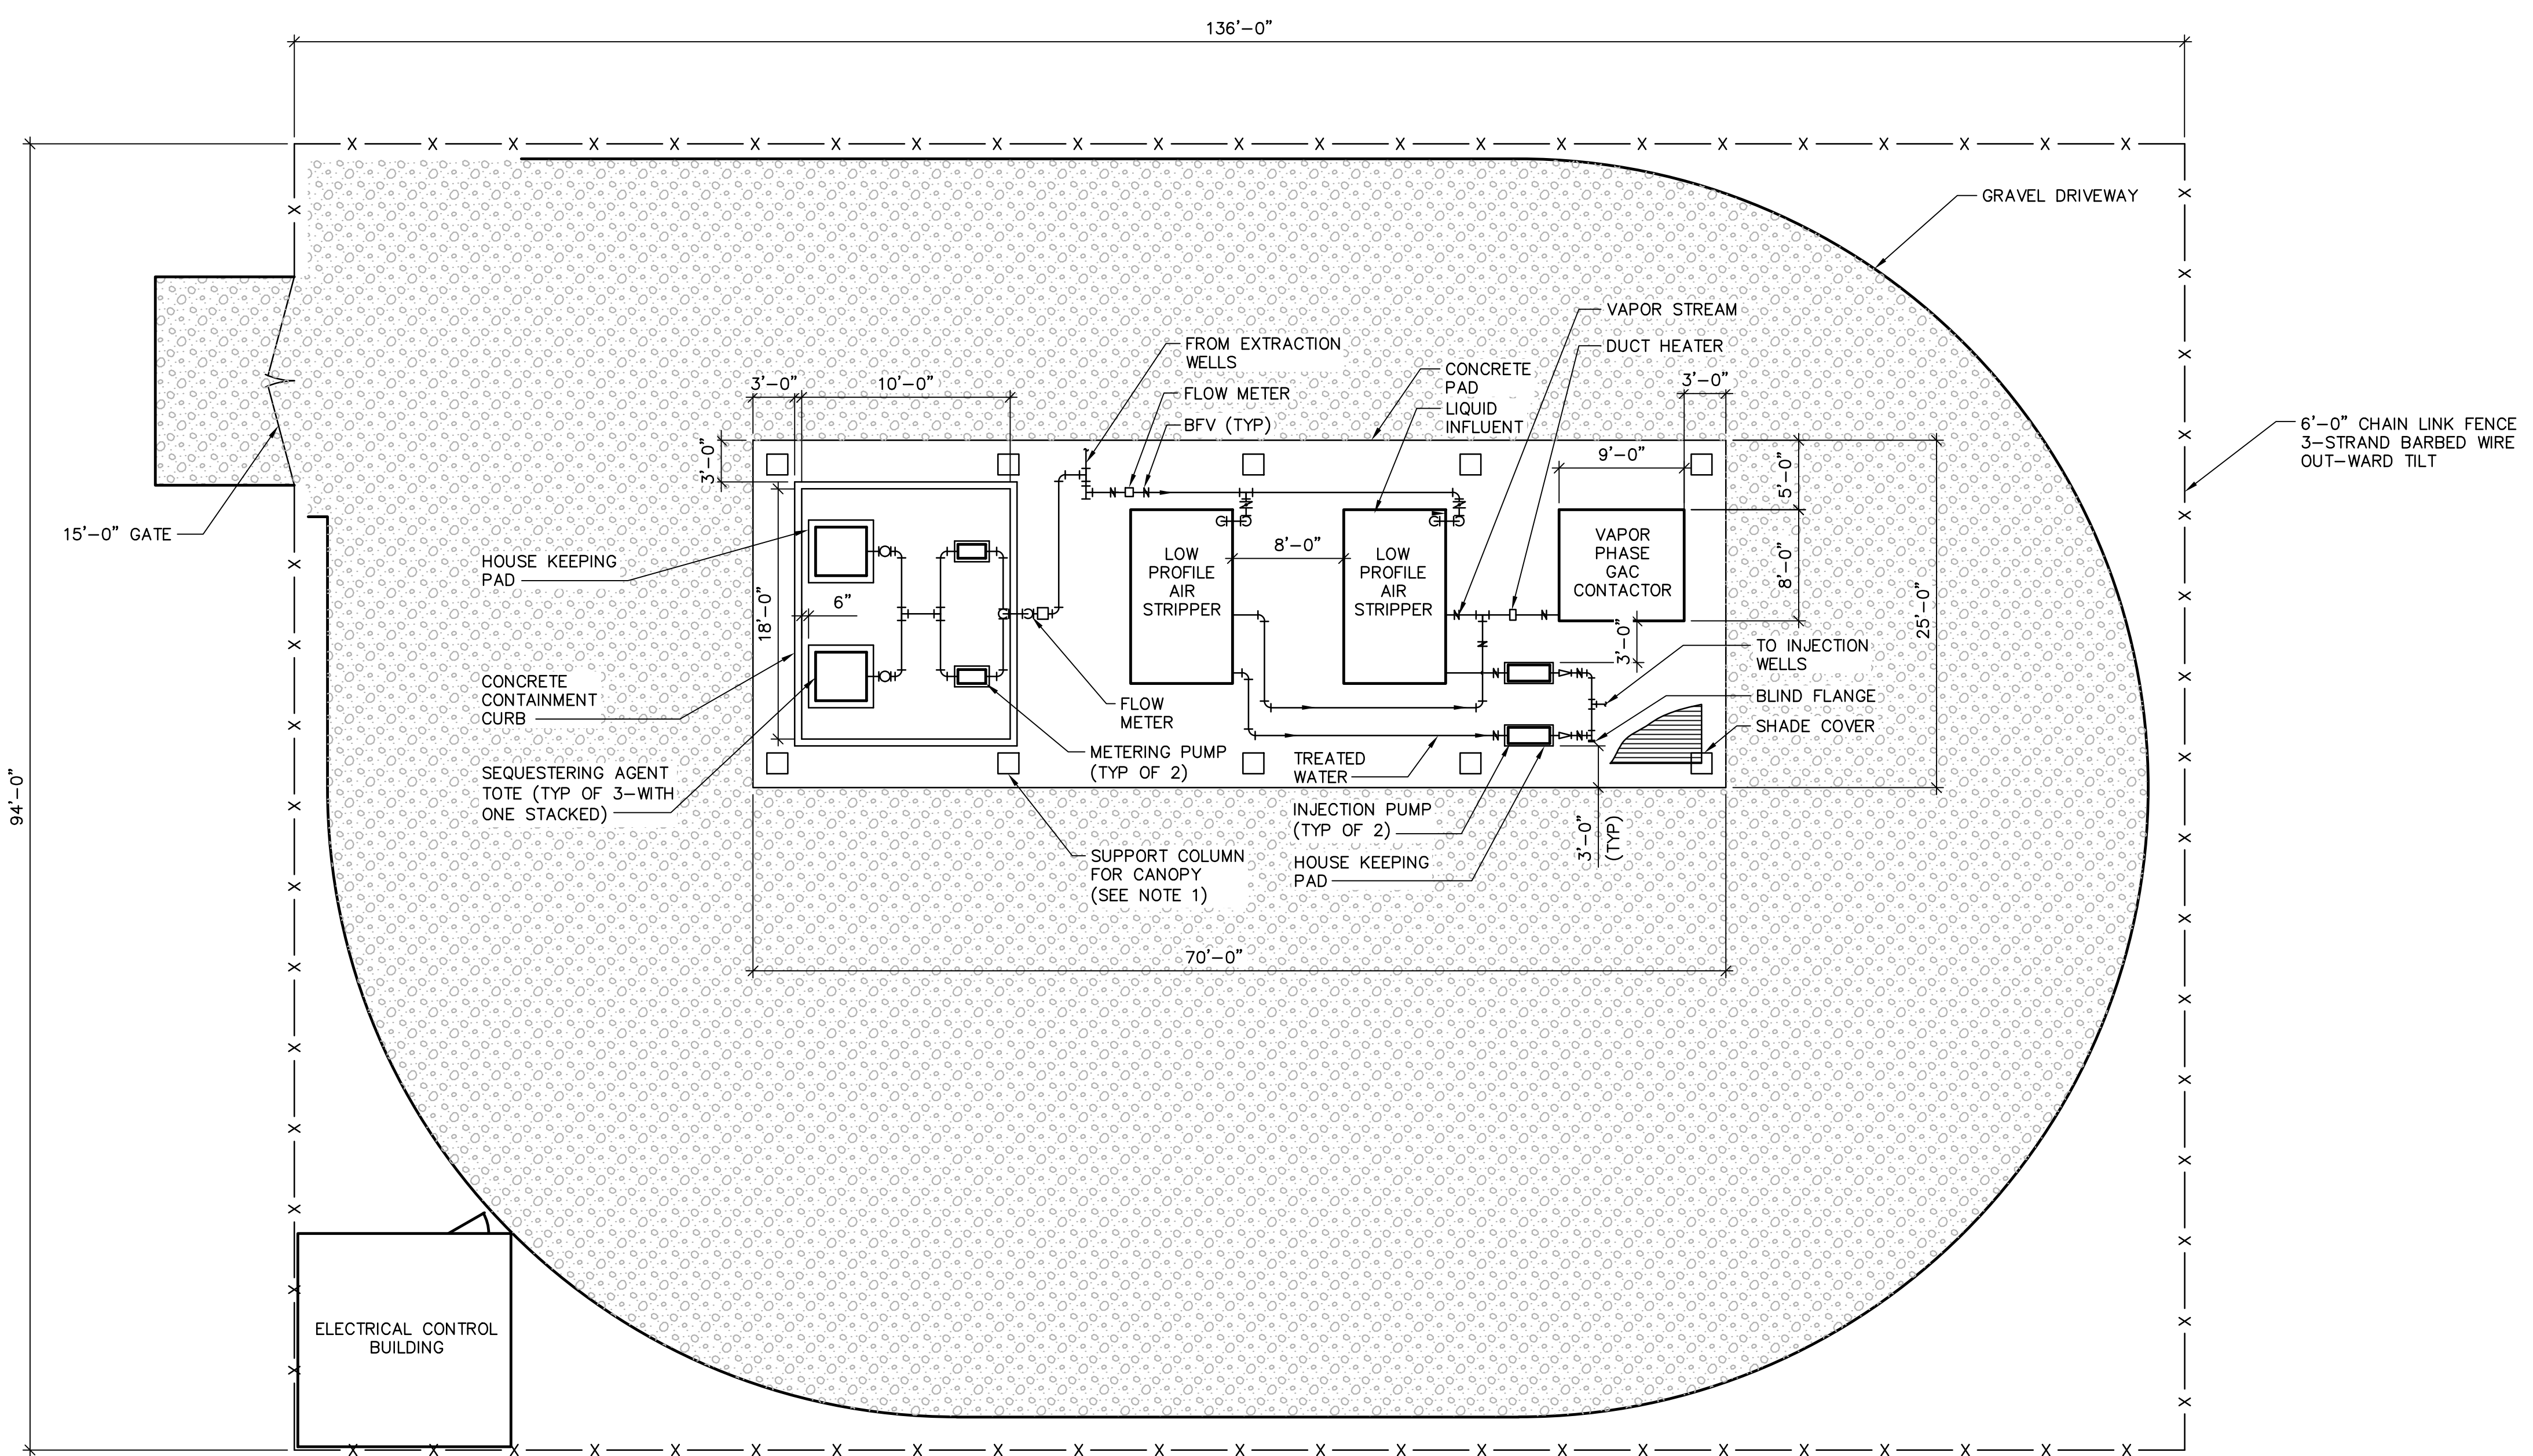 136'-0"
GRAVEL DRIVEWAY
VAPOR STREAM
DUCT HEATER
FROM EXTRACTION
WELLS
FLOW METER
BFV (TYP)
CONCRETE
PAD
LIQUID
INFLUENT
3'-0"
10'-0"
3'-0"
3'-0"
9'-0"
5'-0"
8'-0"
25'-0"
6'-0" CHAIN LINK FENCE
3-STRAND BARBED WIRE
OUT-WARD TILT
15'-0" GATE
HOUSE KEEPING
PAD
18'-0"
6"
LOW
PROFILE
AIR
STRIPPER
8'-0"
LOW
PROFILE
AIR
STRIPPER
VAPOR
PHASE
GAC
CONTACTOR
3'-0"
TO INJECTION
WELLS
BLIND FLANGE
SHADE COVER
CONCRETE
CONTAINMENT
CURB
FLOW
METER
METERING PUMP
(TYP OF 2)
TREATED
WATER
SEQUESTERING AGENT
TOTE (TYP OF 3-WITH
ONE STACKED)
INJECTION PUMP
(TYP OF 2)
3'-0"
(TYP)
SUPPORT COLUMN
FOR CANOPY
(SEE NOTE 1)
HOUSE KEEPING
PAD
94'-0"
70'-0"
ELECTRICAL CONTROL
BUILDING